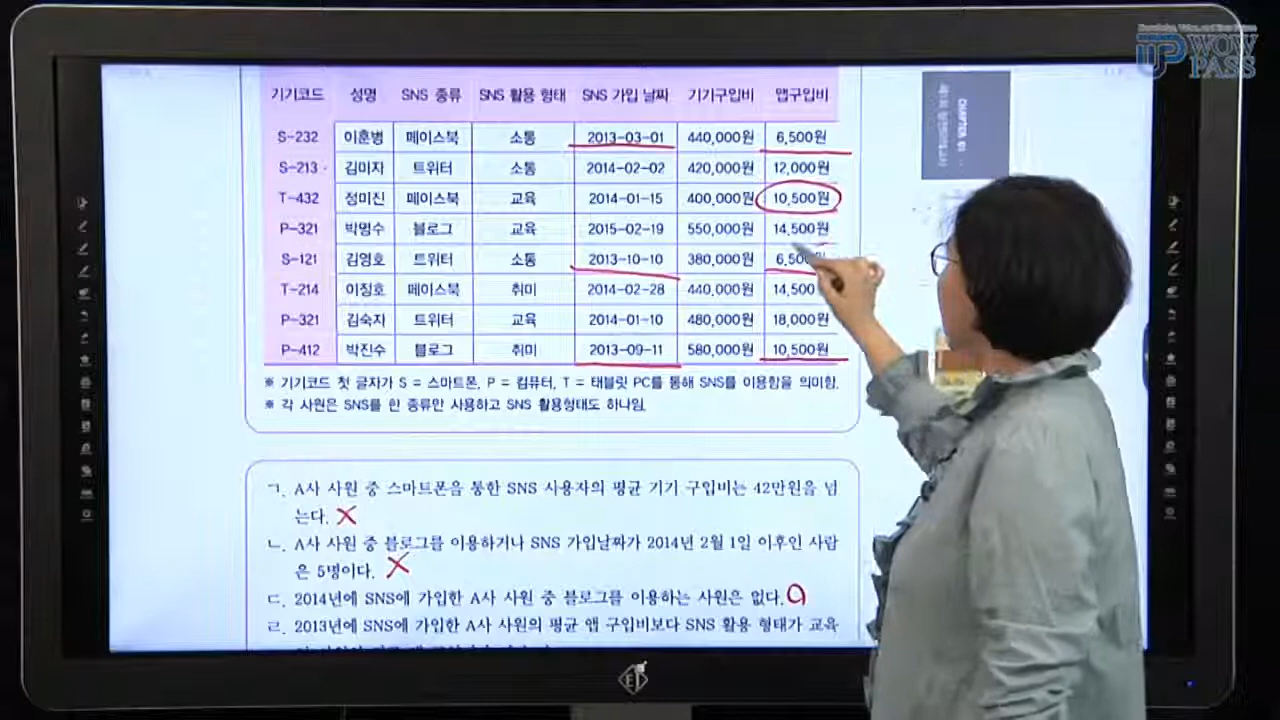 WOW
PASS
CHAPTER 01
기기코드 성명 SNS 종류 SNS 활용 형태 SNS 가입 날짜 기기구입비 앱구입비
S-232 이훈병 페이스북 소통 2013-03-01 440,000원 6,500원
S-213 김미자 트위터 소통 2014-02-02 420,000원 12,000원
T-432 정미진 페이스북 교육 2014-01-15 400,000원 10,500원
P-321 박명수 블로그 교육 2015-02-19 550,000원 14,500원
S-121 김영호 트위터 소통 2013-10-10 380,000원 6,500
T-214 이징호 페이스북 취미 2014-02-28 440,000원 14,500
P-321 김숙자 트위터 교육 2014-01-10 480,000원 18,000원
P-412 박진수 블로그 취미 2013-09-11 580,000원 10,500원
※ 기기코드 첫 글자가 S = 스마트폰, P = 컴퓨터, T = 태블릿 PC를 통해 SNS를 이용함을 의미함.
※ 각 사원은 SNS를 한 종류만 사용하고 SNS 활용형태도 하나임.
ㄱ. A사 사원 중 스마트폰을 통한 SNS 사용자의 평균 기기 구입비는 42만원을 넘
는다.
ㄴ. A사 사원 중 블로그를 이용하거나 SNS 가입날짜가 2014년 2월 1일 이후인 사람
은 5명이다.
ㄷ. 2014년에 SNS에 가입한 A사 사원 중 블로그를 이용하는 사원은 없다.
ㄹ. 2013년에 SNS에 가입한 A사 사원의 평균 앱 구입비보다 SNS 활용 형태가 교육